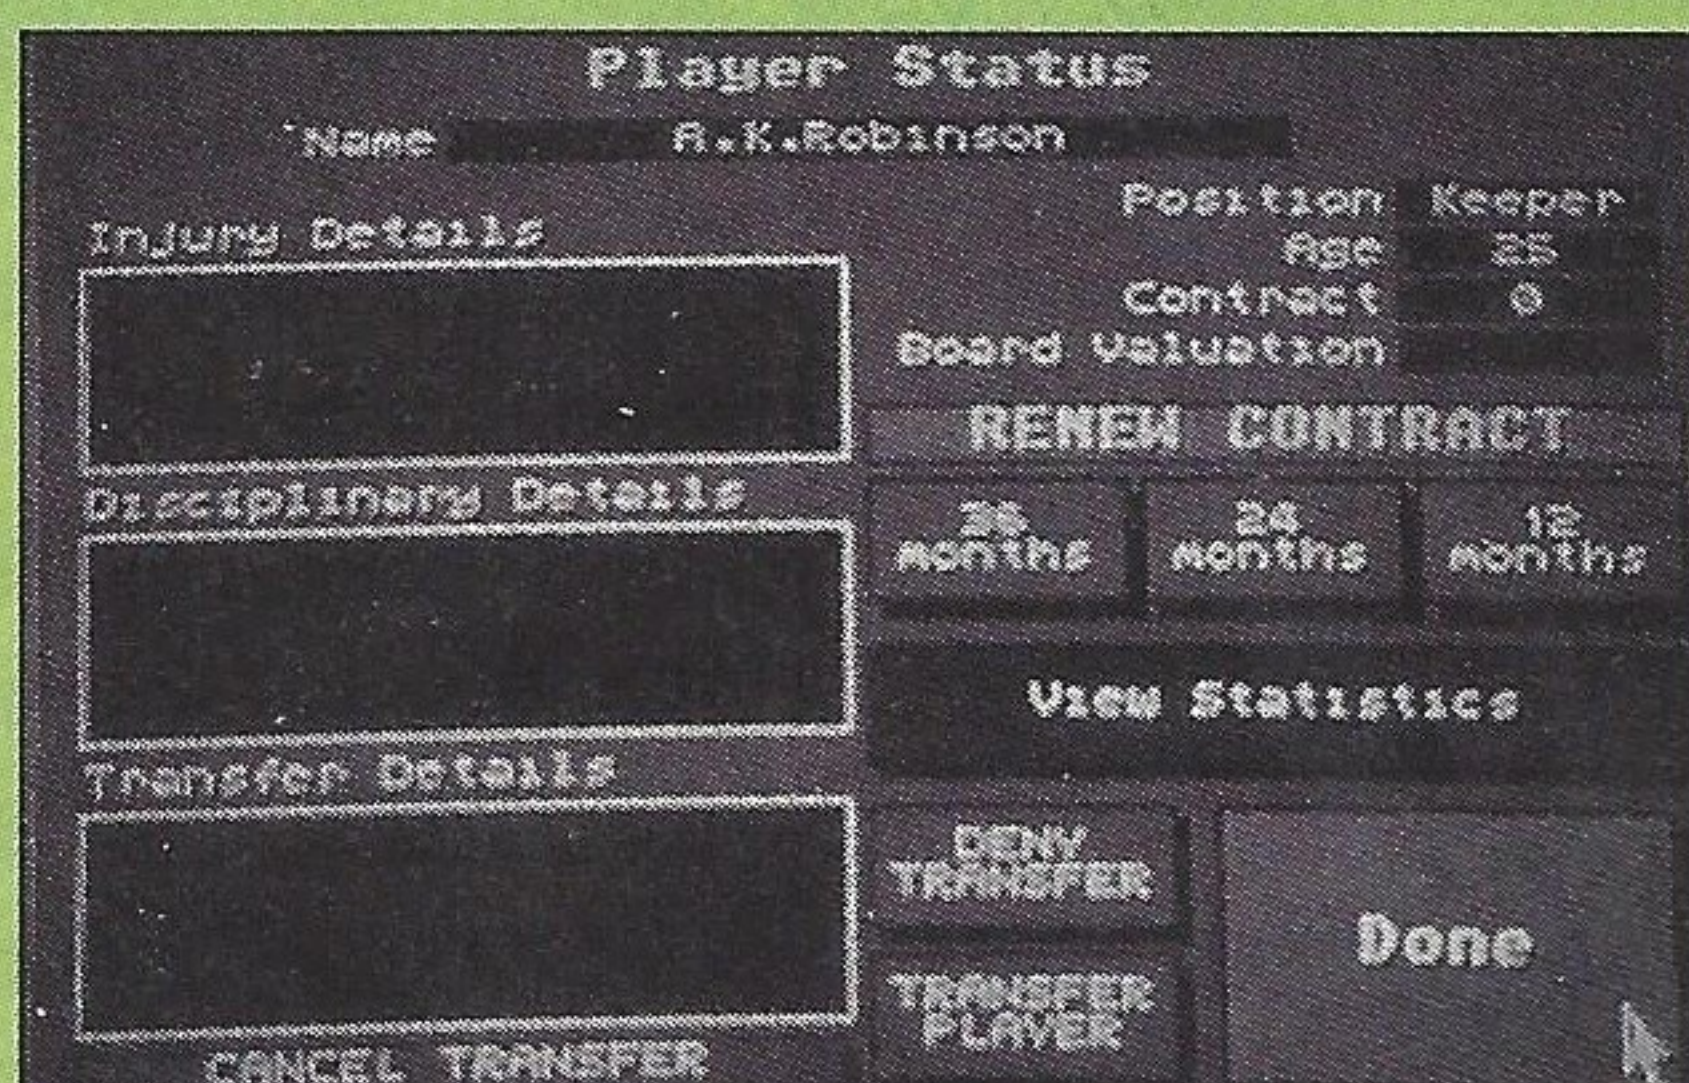 Player Status
Name A.K.Robinson
Position Keeper
Age 25
Contract 0
Board Valuation
Injury Details
Disciplinary Details
Transfer Details
CANCEL TRANSFER
RENEW CONTRACT
36 months
24 months
12 months
View Statistics
DENY
TRANSFER
TRANSFER
PLAYER
Done